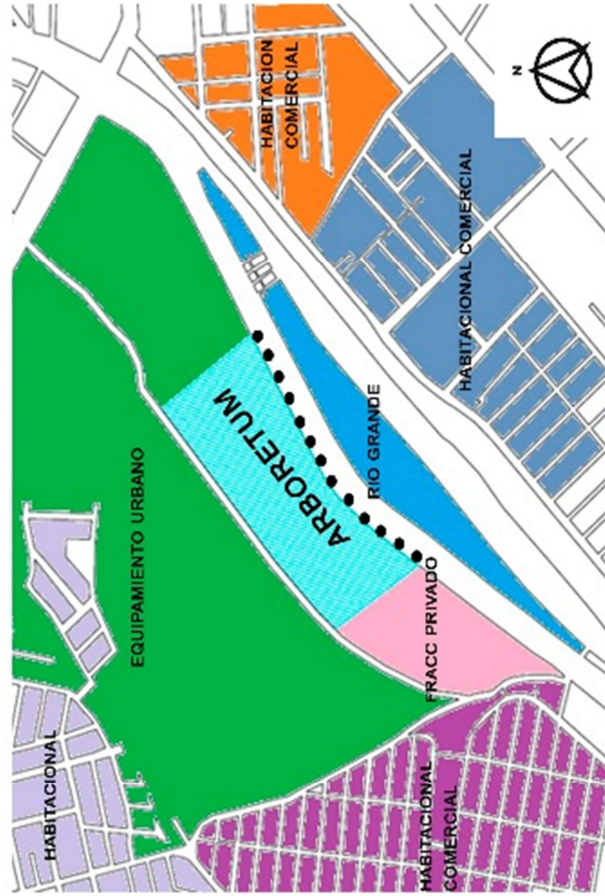 HABITACION
COMERCIAL
N
HABITACIONAL COMERCIAL
EQUIPAMIENTO URBANO
ARBORETUM
RIO GRANDE
FRACC PRIVADO
HABITACIONAL
HABITACIONAL
COMERCIAL